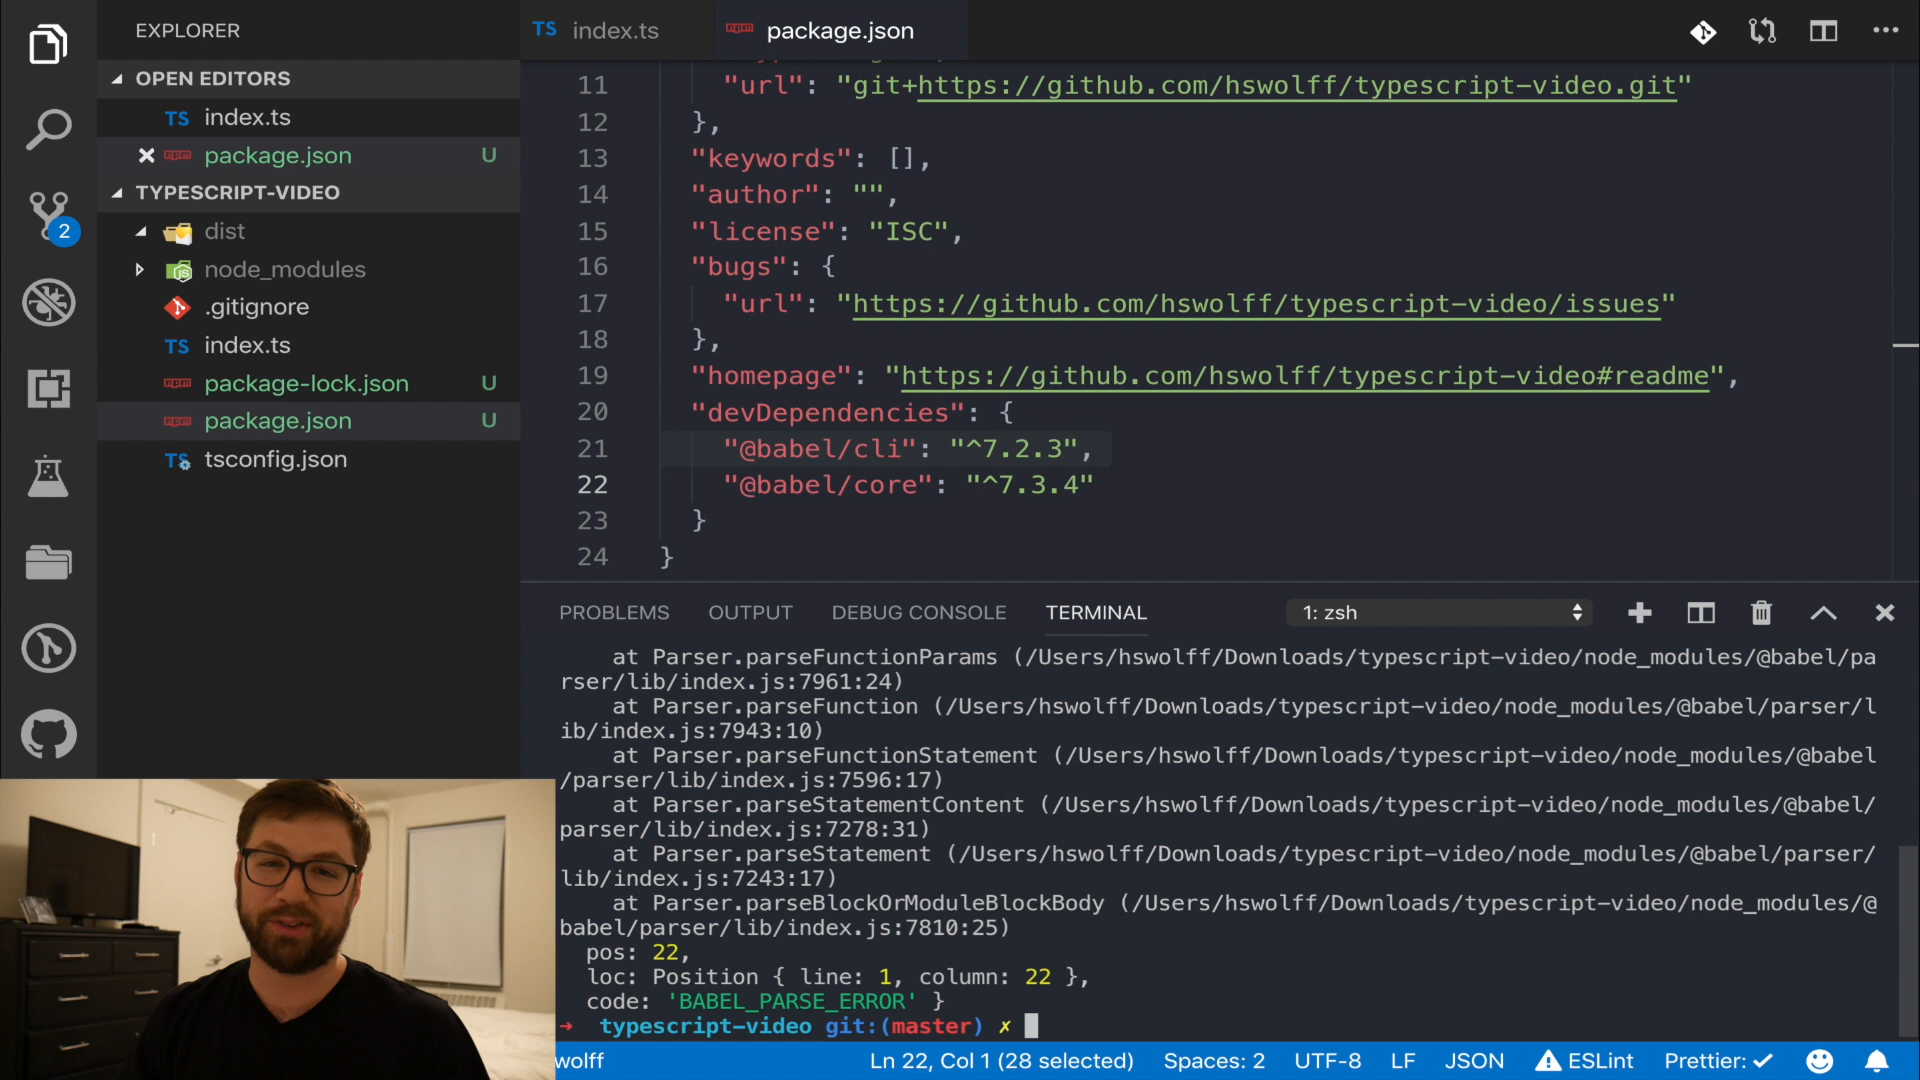 EXPLORER
OPEN EDITORS
TS index.ts
package.json U
TYPESCRIPT-VIDEO
dist
node_modules
.gitignore
TS index.ts
package-lock.json U
package.json U
TS tsconfig.json
2
TS index.ts
package.json
11 "url": "git+https://github.com/hswolff/typescript-video.git"
12 },
13 "keywords": [],
14 "author": "",
15 "license": "ISC",
16 "bugs": {
17 "url": "https://github.com/hswolff/typescript-video/issues"
18 },
19 "homepage": "https://github.com/hswolff/typescript-video#readme",
20 "devDependencies": {
21 "@babel/cli": "^7.2.3",
22 "@babel/core": "^7.3.4"
23 }
24 }
PROBLEMS OUTPUT DEBUG CONSOLE TERMINAL 1: zsh
at Parser.parseFunctionParams (/Users/hswolff/Downloads/typescript-video/node_modules/@babel/pa
rser/lib/index.js:7961:24)
at Parser.parseFunction (/Users/hswolff/Downloads/typescript-video/node_modules/@babel/parser/l
ib/index.js:7943:10)
at Parser.parseFunctionStatement (/Users/hswolff/Downloads/typescript-video/node_modules/@babel
/parser/lib/index.js:7596:17)
at Parser.parseStatementContent (/Users/hswolff/Downloads/typescript-video/node_modules/@babel/
parser/lib/index.js:7278:31)
at Parser.parseStatement (/Users/hswolff/Downloads/typescript-video/node_modules/@babel/parser/
lib/index.js:7243:17)
at Parser.parseBlockOrModuleBlockBody (/Users/hswolff/Downloads/typescript-video/node_modules/@
babel/parser/lib/index.js:7810:25)
pos: 22,
loc: Position { line: 1, column: 22 },
code: 'BABEL_PARSE_ERROR' }
→ typescript-video git:(master) ✗
wolff Ln 22, Col 1 (28 selected) Spaces: 2 UTF-8 LF JSON ESLint Prettier: ✓